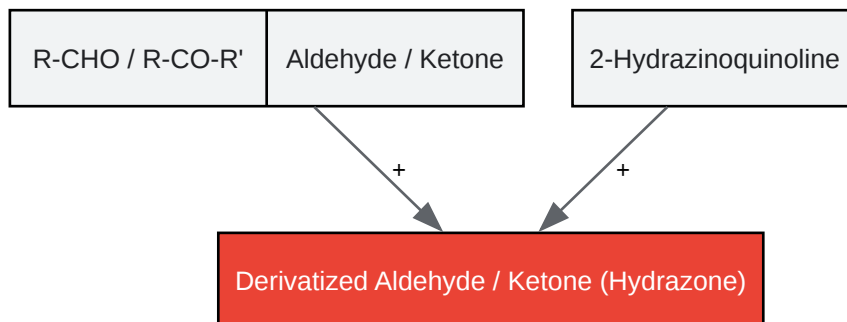 R-CHO / R-CO-R'
Aldehyde / Ketone
2-Hydrazinoquinoline
+
+
Derivatized Aldehyde / Ketone (Hydrazone)